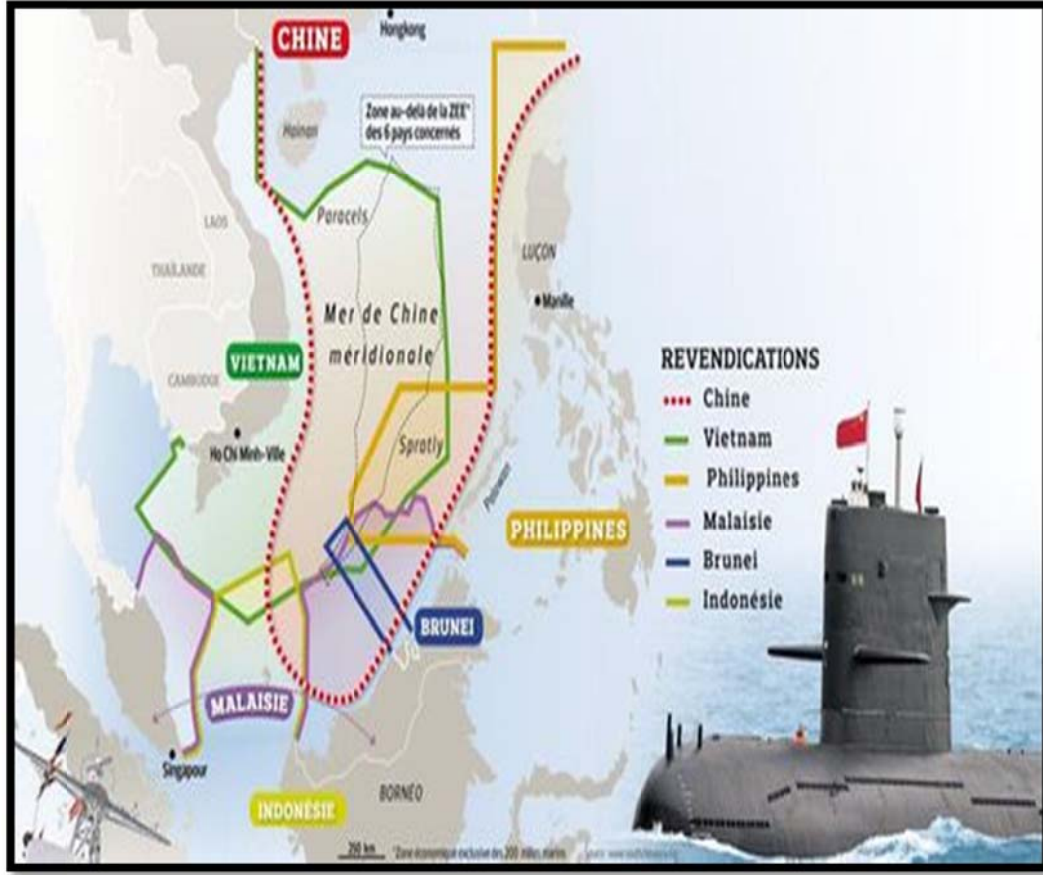 CHINE
Hongkong
Hainan
Zone au-delà de la ZEE*
des 6 pays concernés
Paracels
LAOS
THAÏLANDE
LUÇON
Manille
Mer de Chine
méridionale
VIETNAM
CAMBODGE
Ho Chi Minh-Ville
Spratly
Palawan
PHILIPPINES
BRUNEI
MALAISIE
Singapour
INDONÉSIE
BORNÉO
REVENDICATIONS
Chine
Vietnam
Philippines
Malaisie
Brunei
Indonésie
250 km
*Zone économique exclusive des 200 milles marins